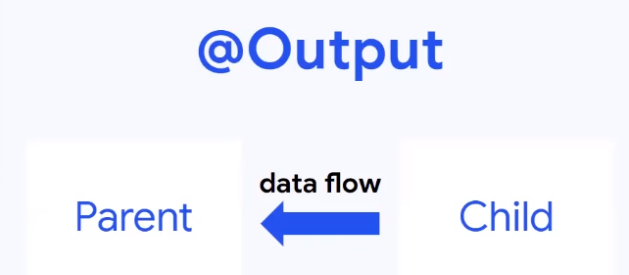 @Output
data flow
Parent
Child